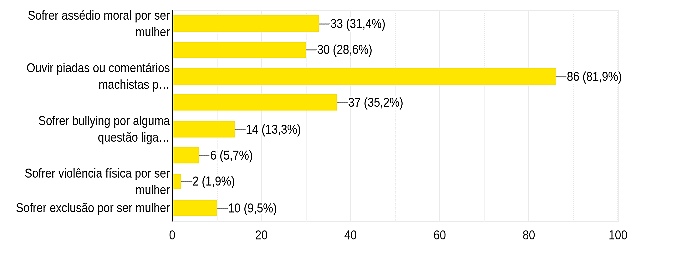 Sofrer assédio moral por ser
mulher
33 (31,4%)
30 (28,6%)
Ouvir piadas ou comentários
machistas p...
86 (81,9%)
37 (35,2%)
Sofrer bullying por alguma
questão liga...
14 (13,3%)
6 (5,7%)
Sofrer violência física por ser
mulher
2 (1,9%)
Sofrer exclusão por ser mulher
10 (9,5%)
0 20 40 60 80 100